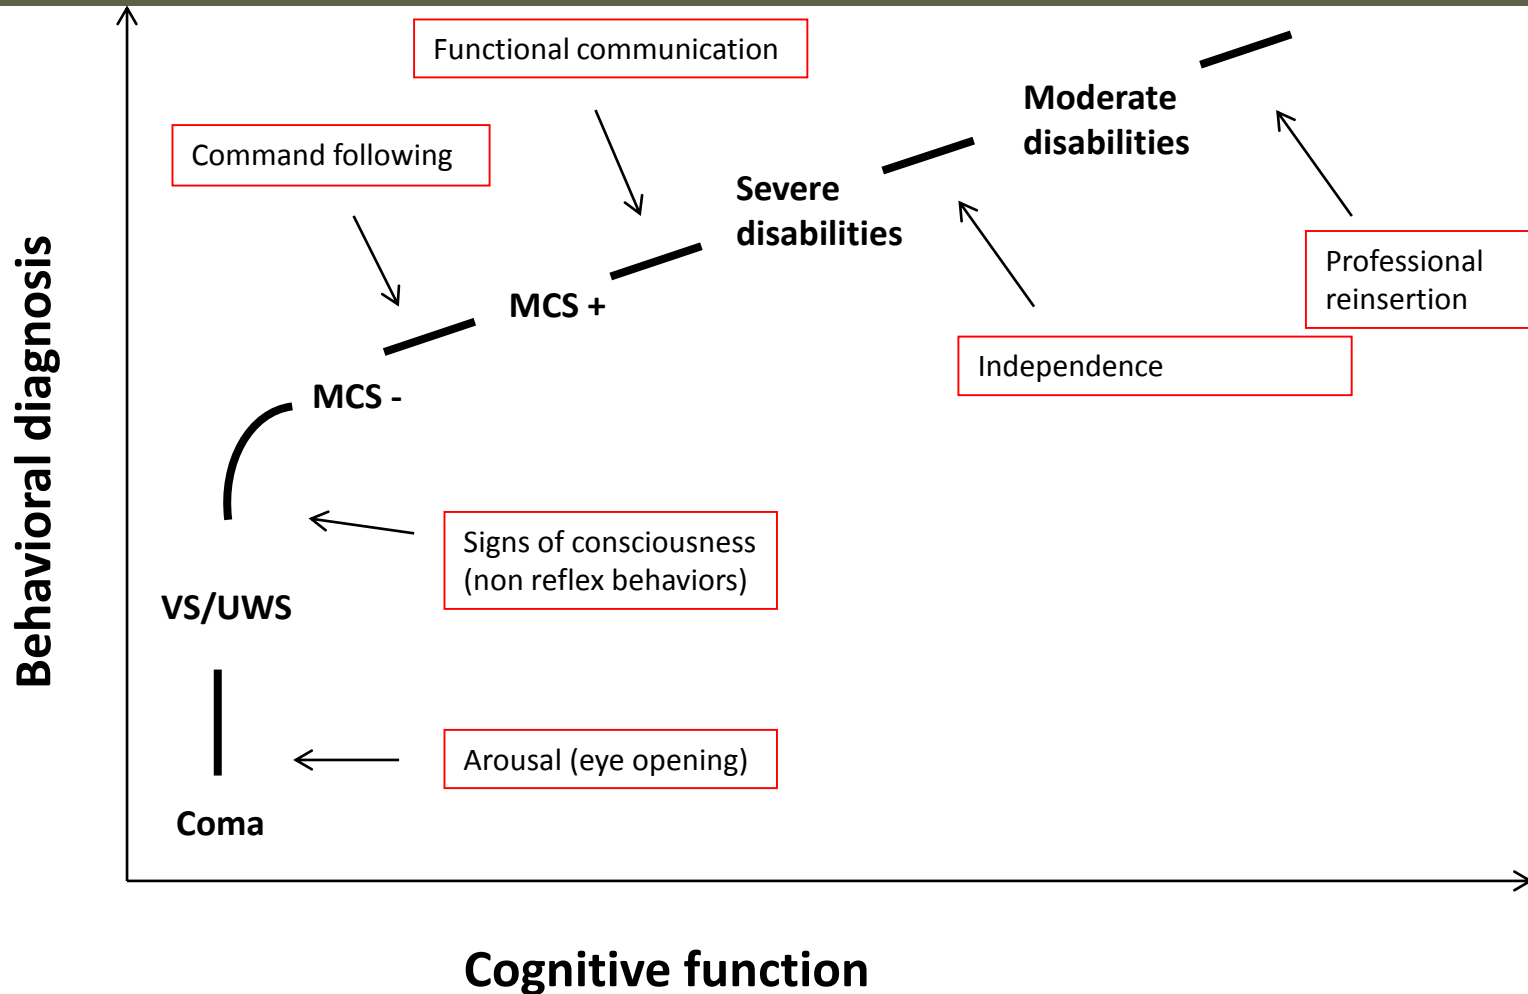 Functional communication
Command following
Moderate
disabilities
Severe
disabilities
Professional
reinsertion
MCS +
Independence
MCS -
Signs of consciousness
(non reflex behaviors)
VS/UWS
Arousal (eye opening)
Coma
Behavioral diagnosis
Cognitive function